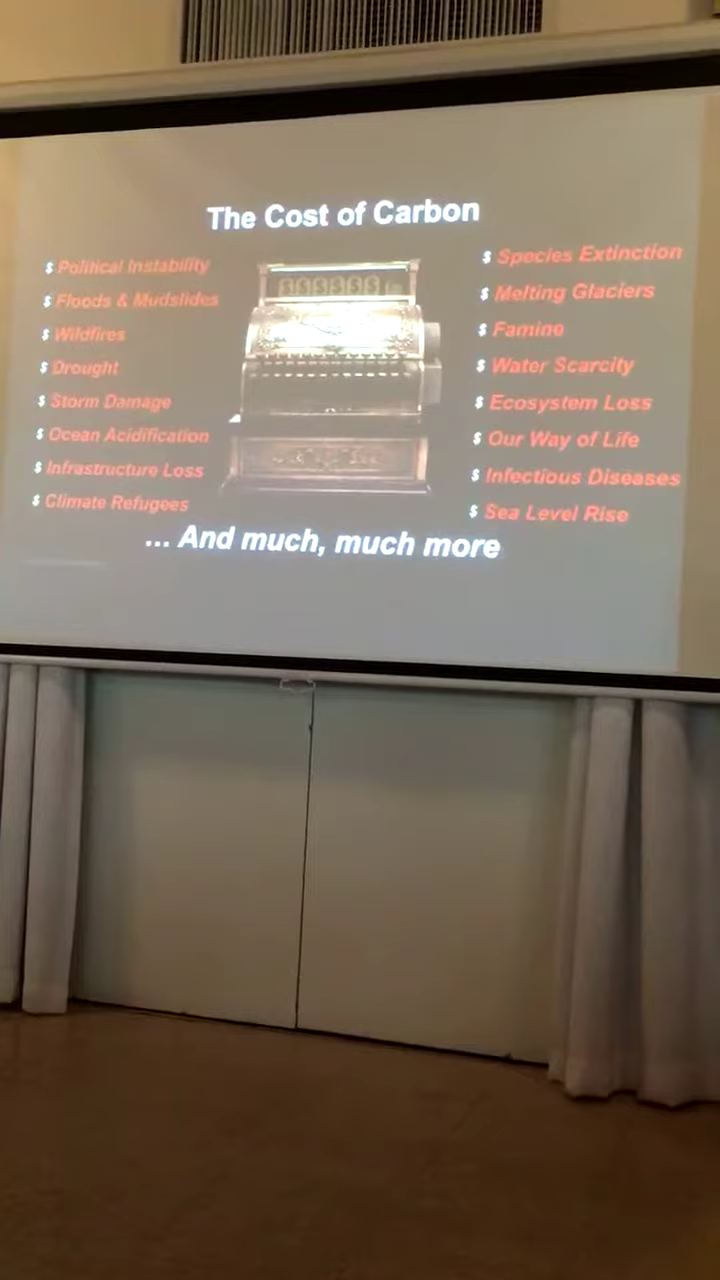 The Cost of Carbon
$ Political Instability
$ Floods & Mudslides
$ Wildfires
$ Drought
$ Storm Damage
$ Ocean Acidification
$ Infrastructure Loss
$ Climate Refugees
$$$$$$
$ Species Extinction
$ Melting Glaciers
$ Famine
$ Water Scarcity
$ Ecosystem Loss
$ Our Way of Life
$ Infectious Diseases
$ Sea Level Rise
... And much, much more